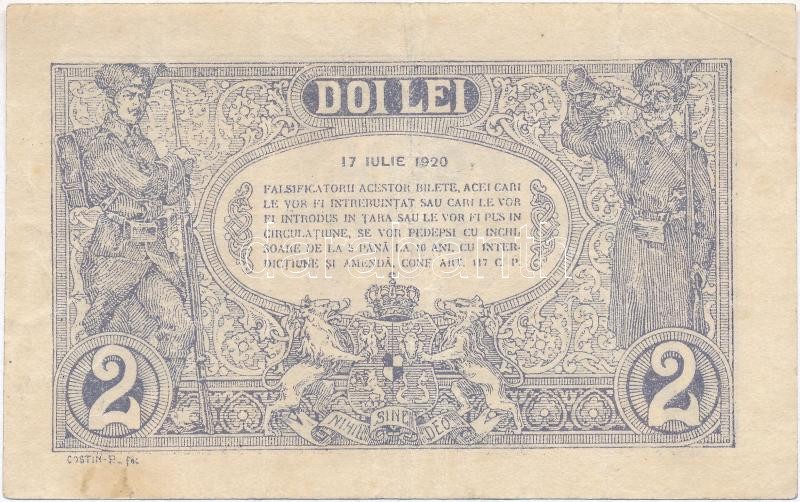 DOI LEI
17 IULIE 1920
FALSIFICATORII ACESTOR BILETE, ACEI CARI
LE VOR FI INTREBUINȚAT SAU CARI LE VOR
FI INTRODUS IN ȚARA SAU LE VOR FI PUS IN
CIRCULAȚIUNE, SE VOR PEDEPSI CU INCHI,
SOARE DE LA 5 PANĂ LA 10 ANI, CU INTER-
DICȚIUNE ȘI AMENDĂ, CONF ART. 117 C. P.
darabanth
2
2
NIHIL SINE DEO
COSTIN-P_ fec